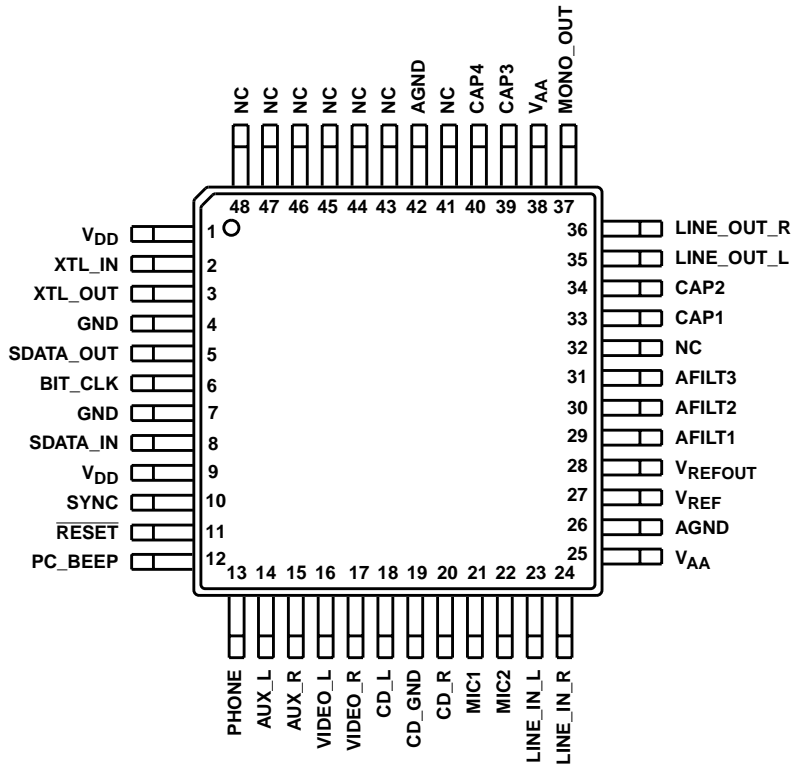 NC NC NC NC NC NC AGND NC CAP4 CAP3 VAA MONO_OUT
48 47 46 45 44 43 42 41 40 39 38 37
VDD 1
XTL_IN 2
XTL_OUT 3
GND 4
SDATA_OUT 5
BIT_CLK 6
GND 7
SDATA_IN 8
VDD 9
SYNC 10
RESET 11
PC_BEEP 12
36 LINE_OUT_R
35 LINE_OUT_L
34 CAP2
33 CAP1
32 NC
31 AFILT3
30 AFILT2
29 AFILT1
28 VREFOUT
27 VREF
26 AGND
25 VAA
13 14 15 16 17 18 19 20 21 22 23 24
PHONE AUX_L AUX_R VIDEO_L VIDEO_R CD_L CD_GND CD_R MIC1 MIC2 LINE_IN_L LINE_IN_R